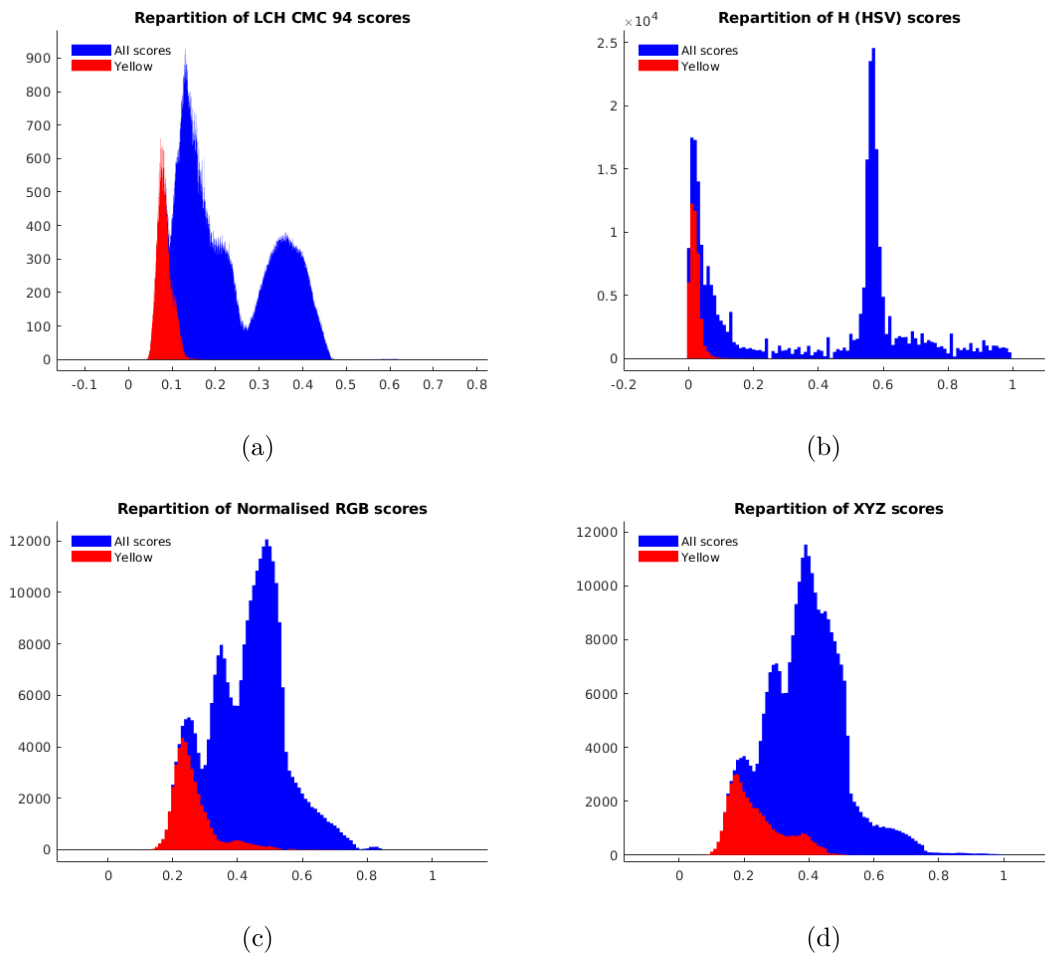 Repartition of LCH CMC 94 scores
All scores
Yellow
900
800
700
600
500
400
300
200
100
0
-0.1 0 0.1 0.2 0.3 0.4 0.5 0.6 0.7 0.8
(a)
Repartition of H (HSV) scores
×10⁴
All scores
Yellow
2.5
2
1.5
1
0.5
0
-0.2 0 0.2 0.4 0.6 0.8 1
(b)
Repartition of Normalised RGB scores
All scores
Yellow
12000
10000
8000
6000
4000
2000
0
0 0.2 0.4 0.6 0.8 1
(c)
Repartition of XYZ scores
All scores
Yellow
12000
10000
8000
6000
4000
2000
0
0 0.2 0.4 0.6 0.8 1
(d)